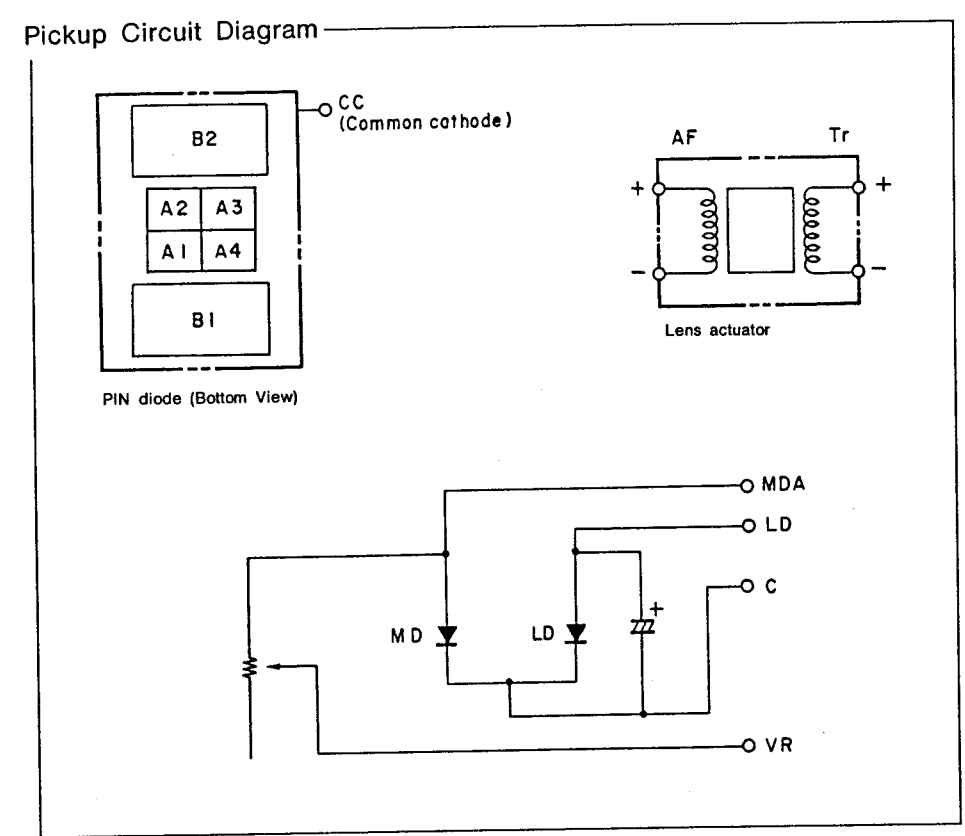 Pickup Circuit Diagram
CC
(Common cathode)
B2
A2 A3
A1 A4
B1
PIN diode (Bottom View)
AF Tr
+ +
- -
Lens actuator
MDA
LD
C
+
MD LD
VR